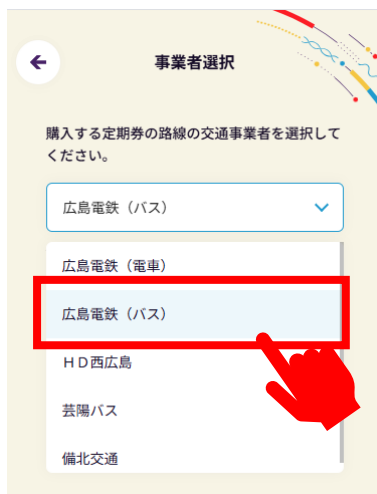 事業者選択
購入する定期券の路線の交通事業者を選択して
ください。
広島電鉄（バス）
広島電鉄（電車）
広島電鉄（バス）
ＨＤ西広島
芸陽バス
備北交通